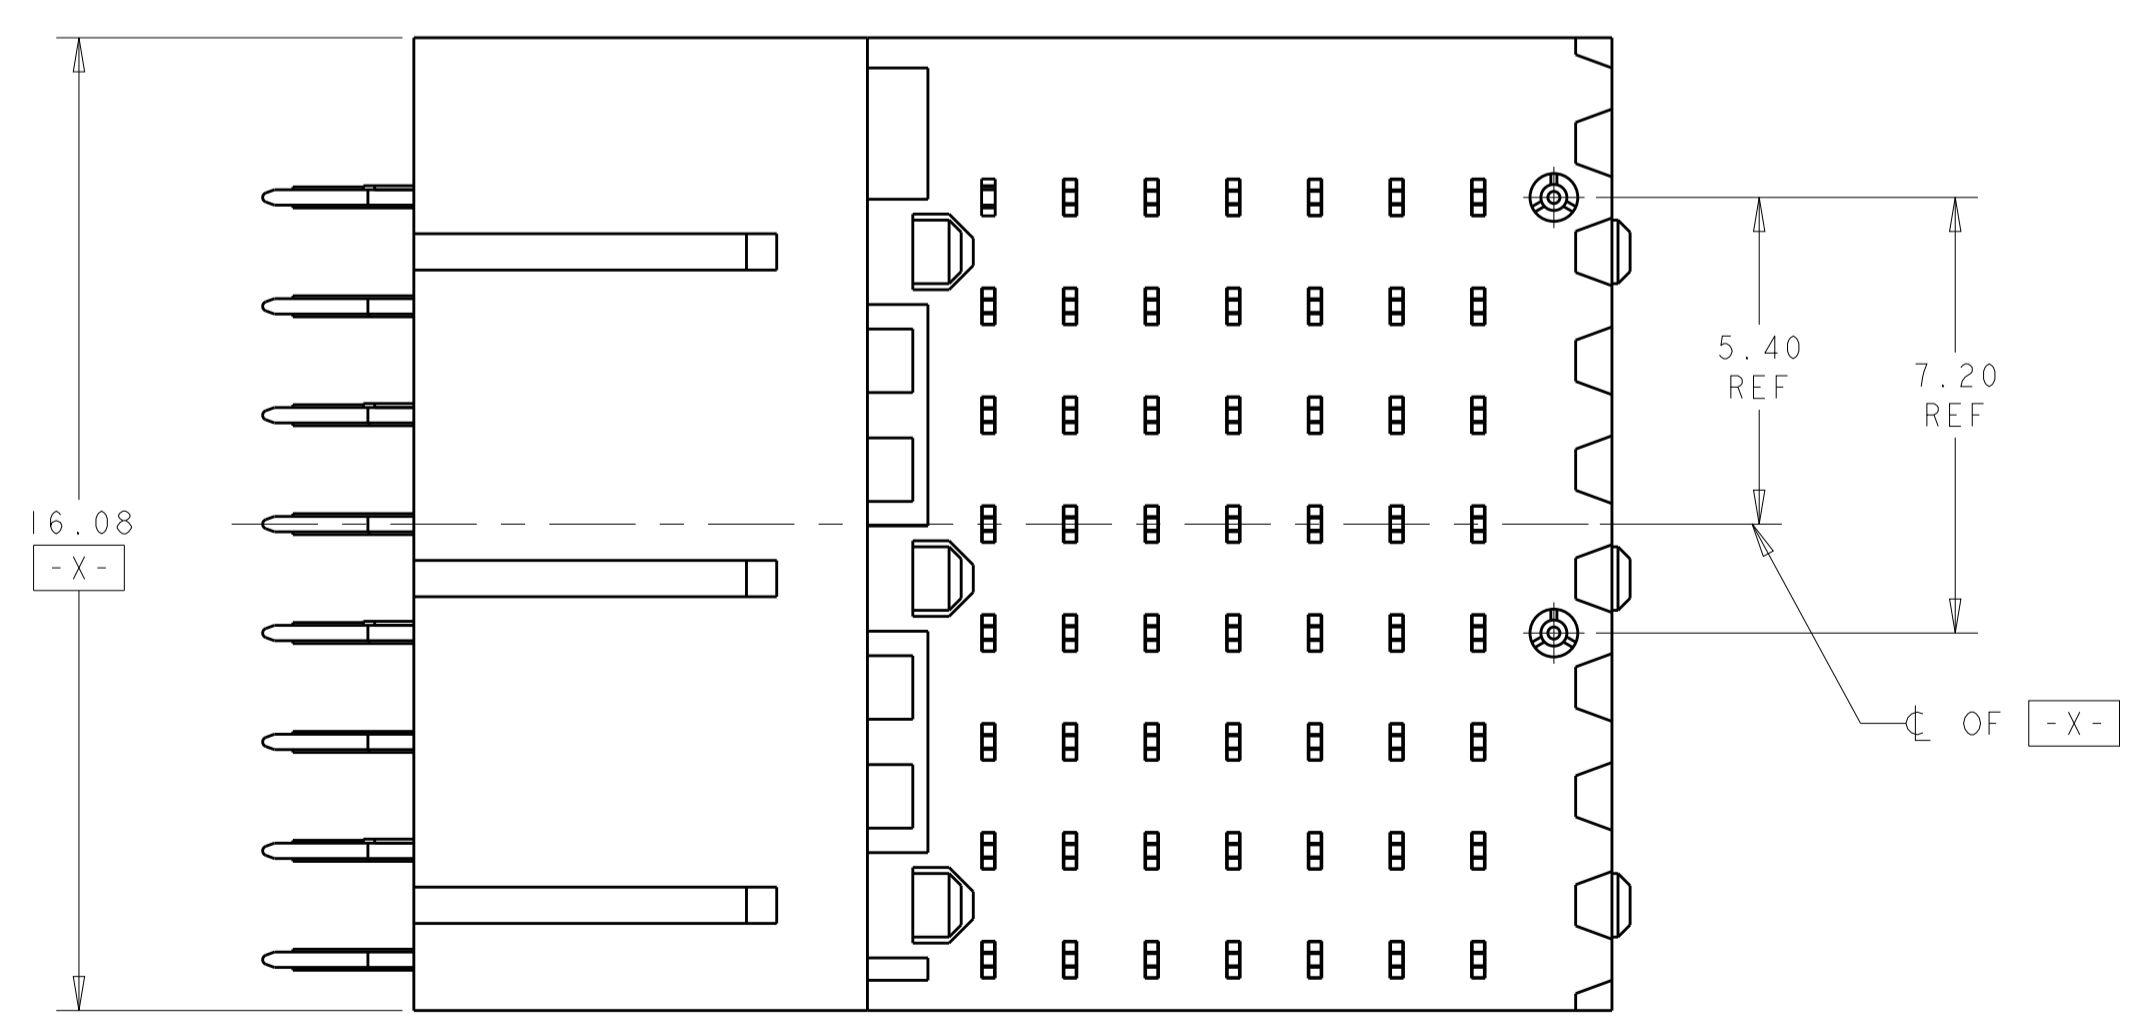 16.08
-X-
5.40
REF
7.20
REF
℄ OF -X-